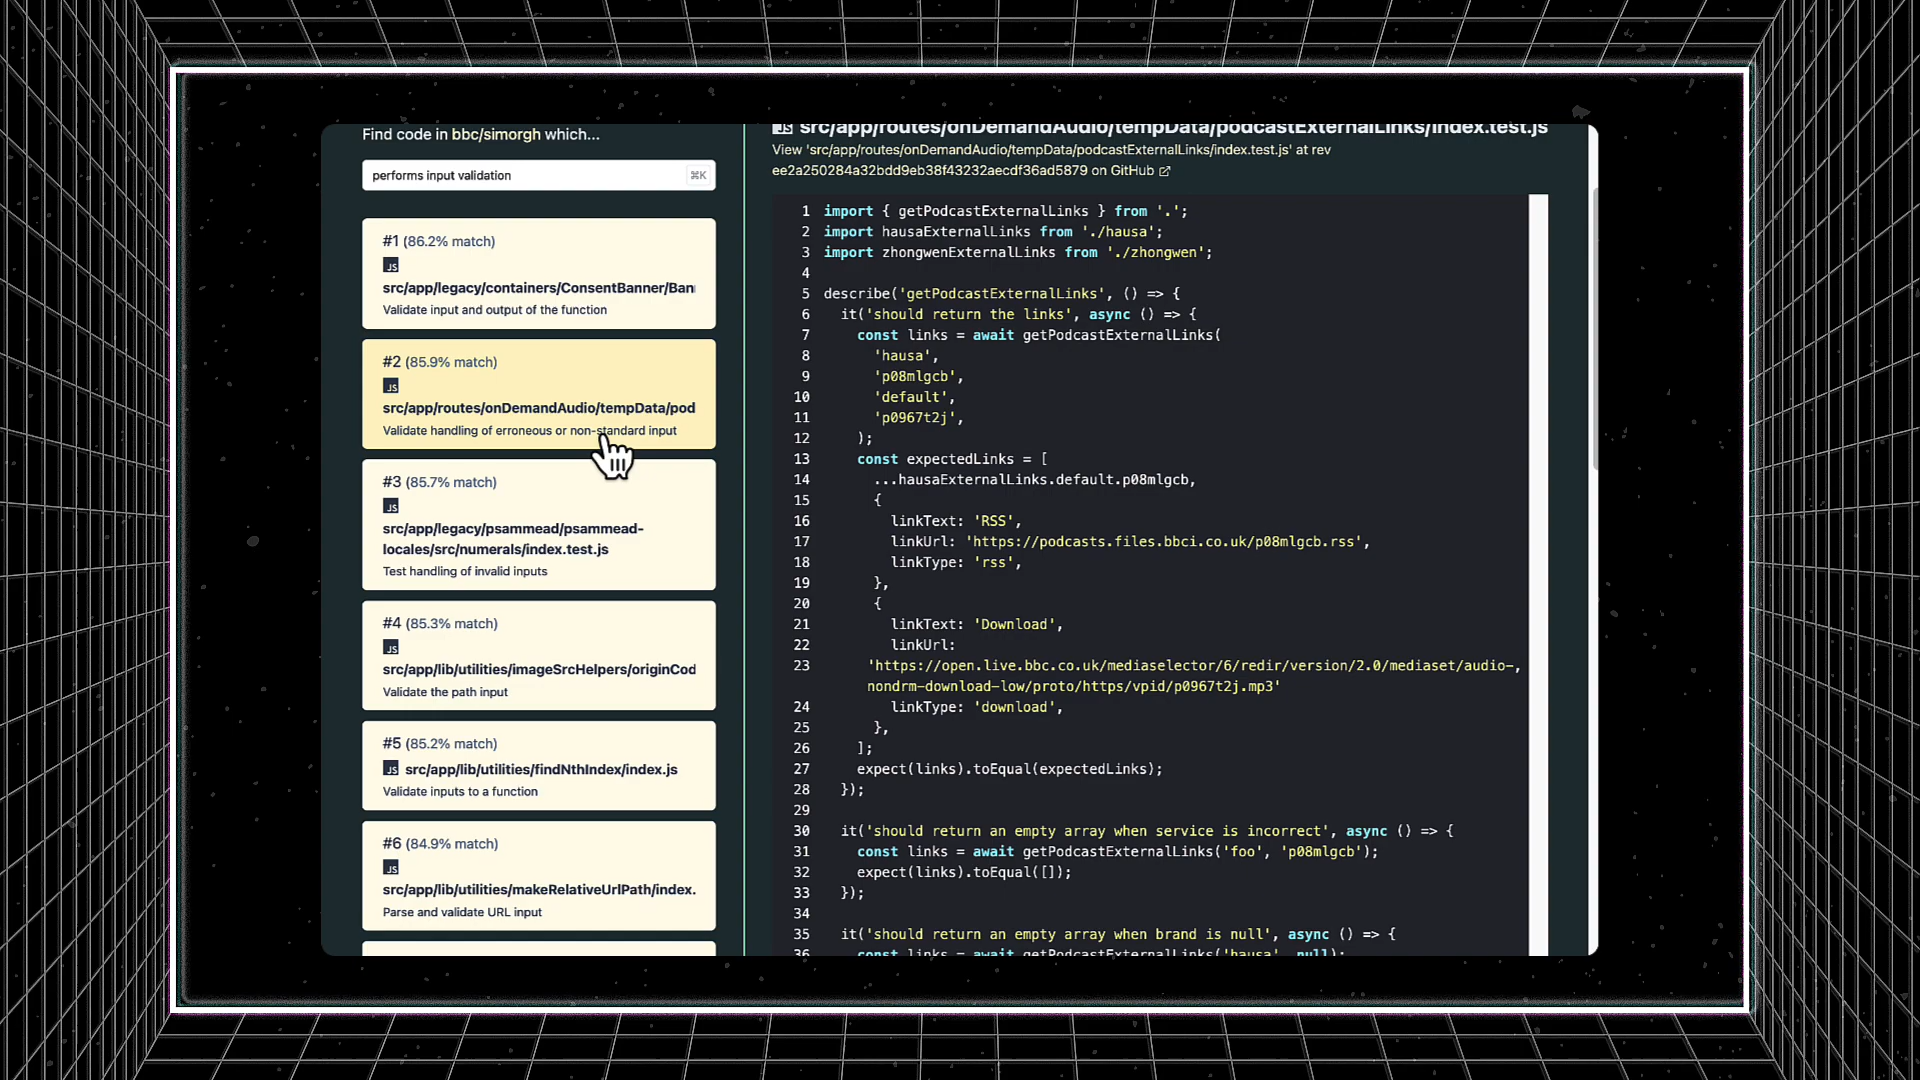 Find code in bbc/simorgh which...
performs input validation ⌘K
#1 (86.2% match)
JS
src/app/legacy/containers/ConsentBanner/Ban
Validate input and output of the function
#2 (85.9% match)
JS
src/app/routes/onDemandAudio/tempData/pod
Validate handling of erroneous or non-standard input
#3 (85.7% match)
JS
src/app/legacy/psammead/psammead-
locales/src/numerals/index.test.js
Test handling of invalid inputs
#4 (85.3% match)
JS
src/app/lib/utilities/imageSrcHelpers/originCod
Validate the path input
#5 (85.2% match)
JS src/app/lib/utilities/findNthIndex/index.js
Validate inputs to a function
#6 (84.9% match)
JS
src/app/lib/utilities/makeRelativeUrlPath/index.
Parse and validate URL input
JS src/app/routes/onDemandAudio/tempData/podcastExternalLinks/index.test.js
View 'src/app/routes/onDemandAudio/tempData/podcastExternalLinks/index.test.js' at rev
ee2a250284a32bdd9eb38f43232aecdf36ad5879 on GitHub
1 import { getPodcastExternalLinks } from '.';
2 import hausaExternalLinks from './hausa';
3 import zhongwenExternalLinks from './zhongwen';
4
5 describe('getPodcastExternalLinks', () => {
6 it('should return the links', async () => {
7 const links = await getPodcastExternalLinks(
8 'hausa',
9 'p08mlgcb',
10 'default',
11 'p0967t2j',
12 );
13 const expectedLinks = [
14 ...hausaExternalLinks.default.p08mlgcb,
15 {
16 linkText: 'RSS',
17 linkUrl: 'https://podcasts.files.bbci.co.uk/p08mlgcb.rss',
18 linkType: 'rss',
19 },
20 {
21 linkText: 'Download',
22 linkUrl:
23 'https://open.live.bbc.co.uk/mediaselector/6/redir/version/2.0/mediaset/audio-,
nondrm-download-low/proto/https/vpid/p0967t2j.mp3'
24 linkType: 'download',
25 },
26 ];
27 expect(links).toEqual(expectedLinks);
28 });
29
30 it('should return an empty array when service is incorrect', async () => {
31 const links = await getPodcastExternalLinks('foo', 'p08mlgcb');
32 expect(links).toEqual([]);
33 });
34
35 it('should return an empty array when brand is null', async () => {
36 const links = await getPodcastExternalLinks('hausa', null);